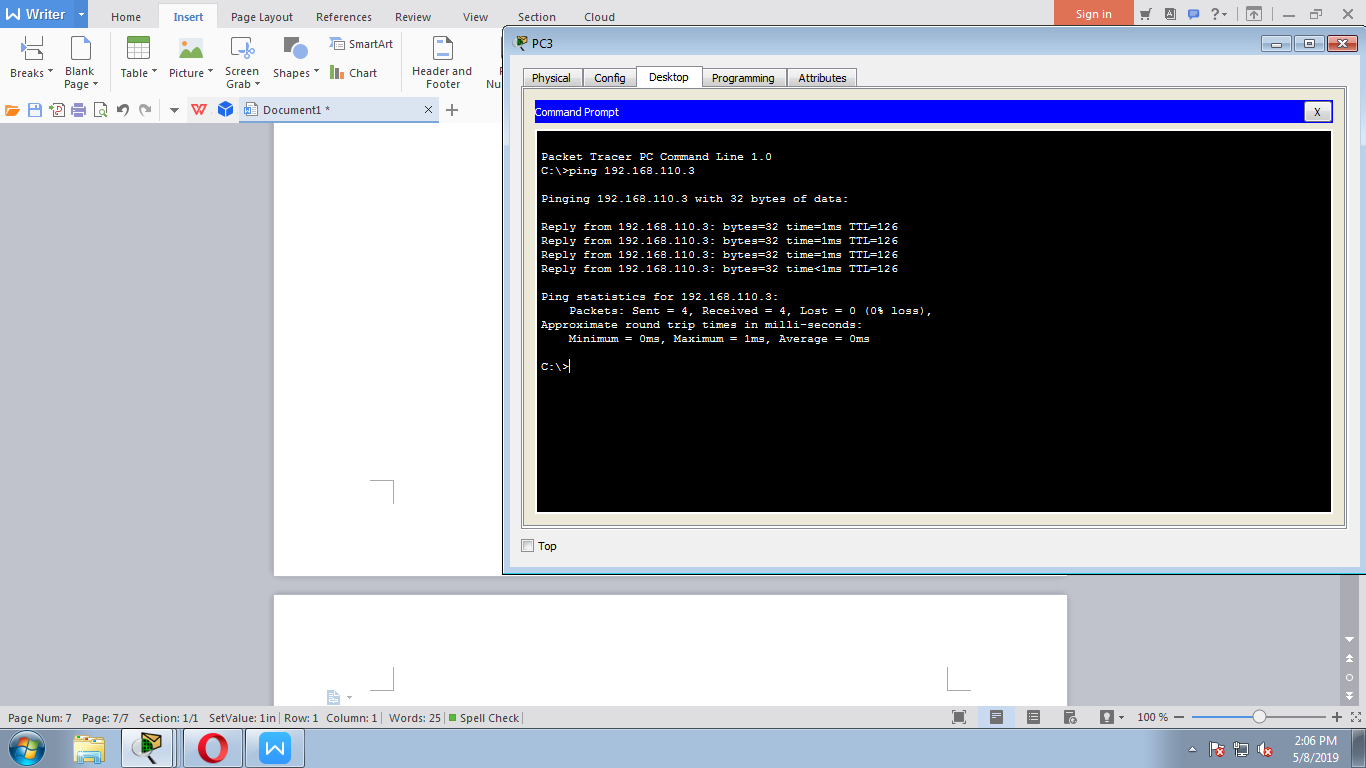 Writer
Home
Insert
Page Layout
References
Review
View
Section
Cloud
Sign in
Breaks
Blank
Page
Table
Picture
Screen
Grab
Shapes
SmartArt
Chart
Header and
Footer
Document1 *
PC3
Physical
Config
Desktop
Programming
Attributes
Command Prompt
X
Packet Tracer PC Command Line 1.0
C:\>ping 192.168.110.3
Pinging 192.168.110.3 with 32 bytes of data:
Reply from 192.168.110.3: bytes=32 time=1ms TTL=126
Reply from 192.168.110.3: bytes=32 time=1ms TTL=126
Reply from 192.168.110.3: bytes=32 time=1ms TTL=126
Reply from 192.168.110.3: bytes=32 time<1ms TTL=126
Ping statistics for 192.168.110.3:
Packets: Sent = 4, Received = 4, Lost = 0 (0% loss),
Approximate round trip times in milli-seconds:
Minimum = 0ms, Maximum = 1ms, Average = 0ms
C:\>
Top
Page Num: 7 Page: 7/7 Section: 1/1 SetValue: 1in Row: 1 Column: 1 Words: 25 Spell Check
100 %
2:06 PM
5/8/2019